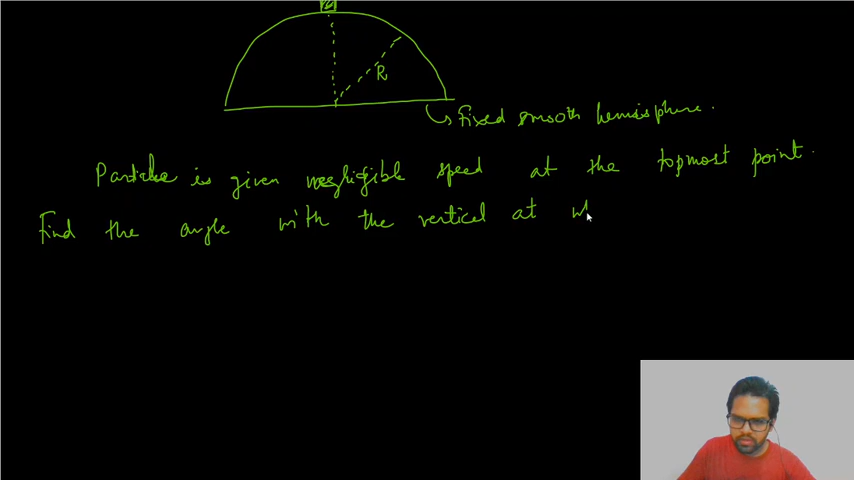 R
fixed smooth hemisphere.
Particle is given negligible speed at the topmost point.
Find the angle with the vertical at wh